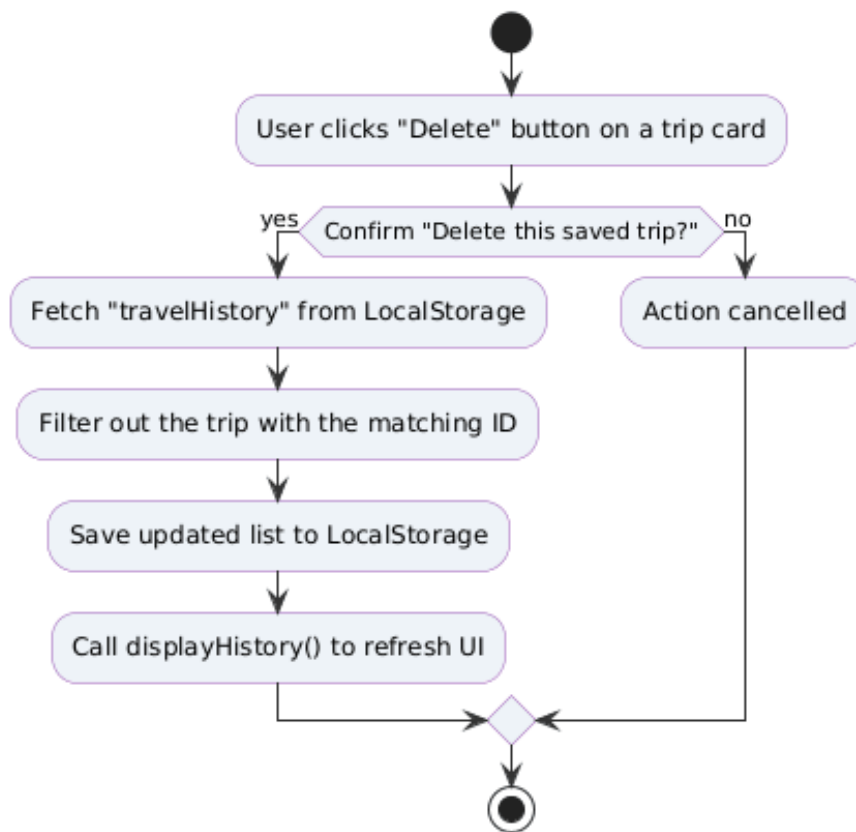 User clicks "Delete" button on a trip card
yes
Confirm "Delete this saved trip?"
no
Fetch "travelHistory" from LocalStorage
Action cancelled
Filter out the trip with the matching ID
Save updated list to LocalStorage
Call displayHistory() to refresh UI